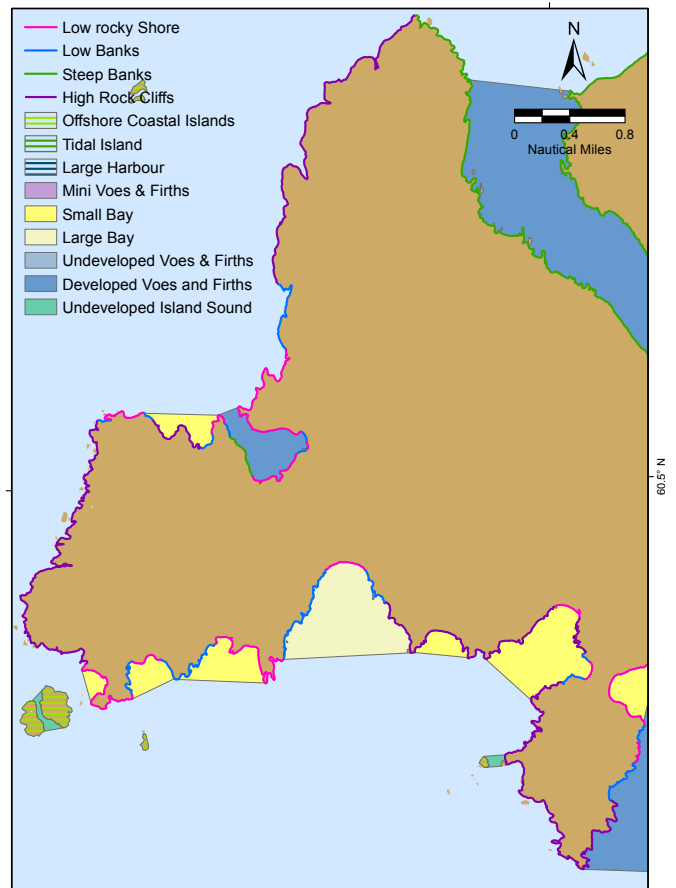 Low rocky Shore
Low Banks
Steep Banks
High Rock Cliffs
Offshore Coastal Islands
Tidal Island
Large Harbour
Mini Voes & Firths
Small Bay
Large Bay
Undeveloped Voes & Firths
Developed Voes and Firths
Undeveloped Island Sound
N
0 0.4 0.8
Nautical Miles
60.5° N